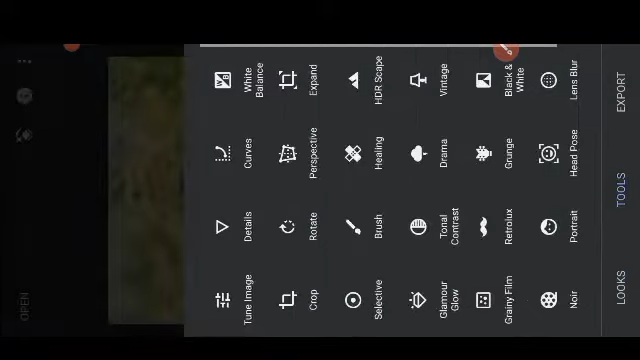 OPEN
Tune Image
Details
Curves
White
Balance
Crop
Rotate
Perspective
Expand
Selective
Brush
Healing
HDR Scape
Glamour
Glow
Tonal
Contrast
Drama
Vintage
Grainy Film
Retrolux
Grunge
Black &
White
Noir
Portrait
Head Pose
Lens Blur
LOOKS
TOOLS
EXPORT